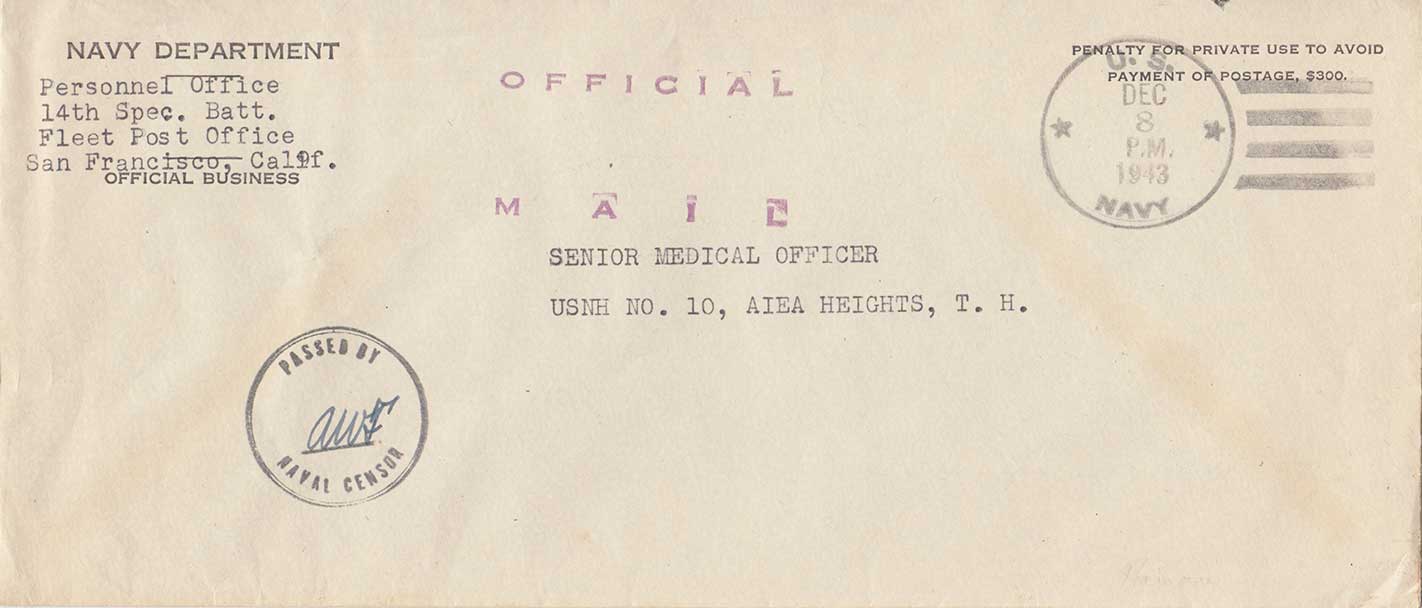 NAVY DEPARTMENT
Personnel Office
14th Spec. Batt.
Fleet Post Office
San Francisco, Calif.
OFFICIAL BUSINESS
OFFICIAL
MAIL
PENALTY FOR PRIVATE USE TO AVOID
PAYMENT OF POSTAGE, $300.
U. S.
DEC
8
P.M.
1943
NAVY
SENIOR MEDICAL OFFICER
USNH NO. 10, AIEA HEIGHTS, T. H.
PASSED BY
NAVAL CENSOR